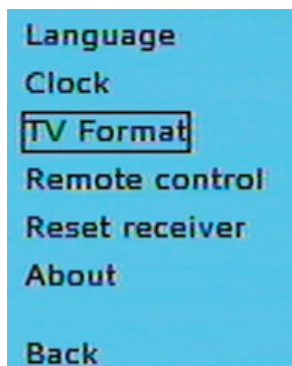 Language
Clock
TV Format
Remote control
Reset receiver
About
Back